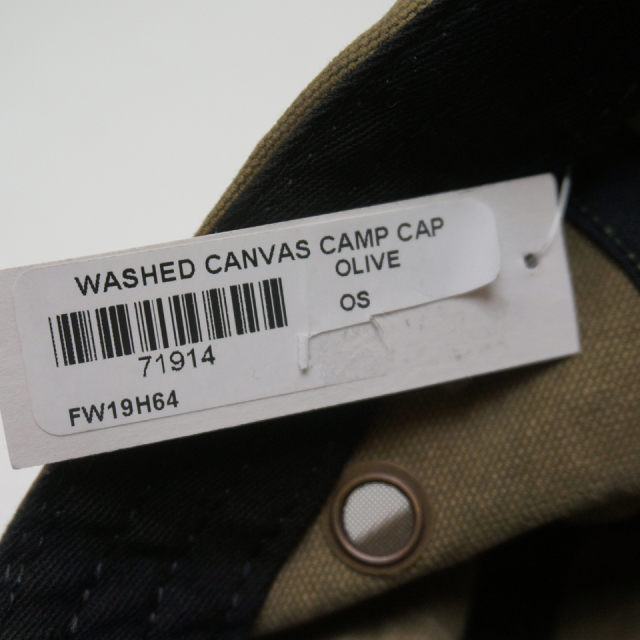 WASHED CANVAS CAMP CAP
OLIVE
OS
71914
FW19H64